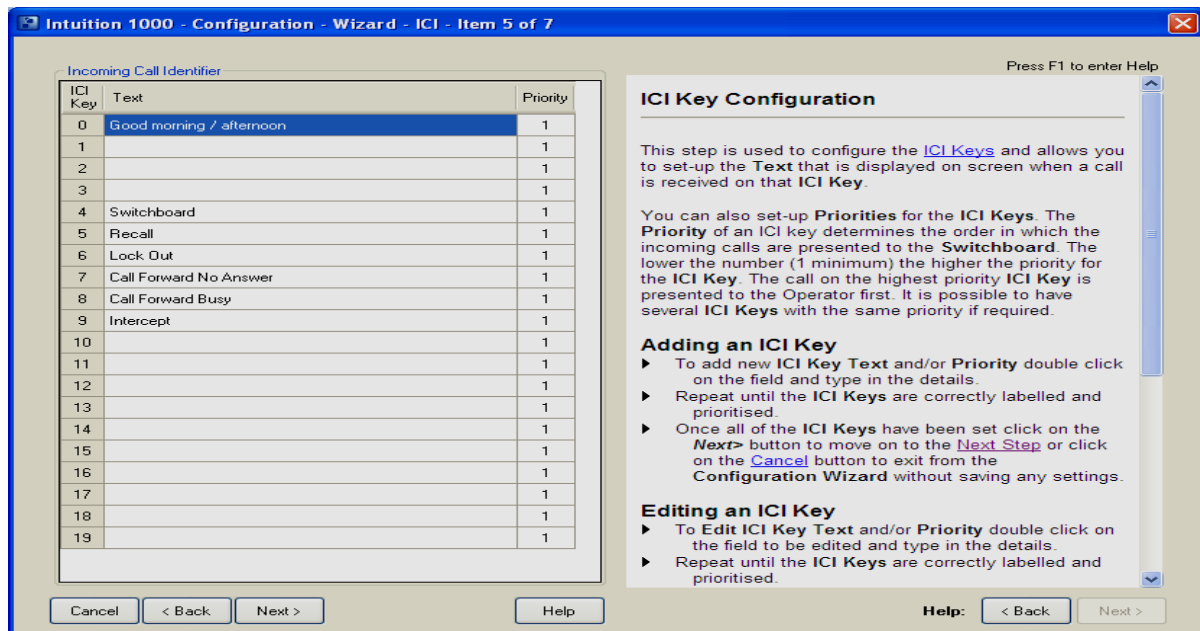 Intuition 1000 - Configuration - Wizard - ICI - Item 5 of 7
Press F1 to enter Help
Incoming Call Identifier
ICI Key Text Priority
0 Good morning / afternoon 1
1 1
2 1
3 1
4 Switchboard 1
5 Recall 1
6 Lock Out 1
7 Call Forward No Answer 1
8 Call Forward Busy 1
9 Intercept 1
10 1
11 1
12 1
13 1
14 1
15 1
16 1
17 1
18 1
19 1
Cancel < Back Next > Help
ICI Key Configuration
This step is used to configure the ICI Keys and allows you
to set-up the Text that is displayed on screen when a call
is received on that ICI Key.
You can also set-up Priorities for the ICI Keys. The
Priority of an ICI key determines the order in which the
incoming calls are presented to the Switchboard. The
lower the number (1 minimum) the higher the priority for
the ICI Key. The call on the highest priority ICI Key is
presented to the Operator first. It is possible to have
several ICI Keys with the same priority if required.
Adding an ICI Key
To add new ICI Key Text and/or Priority double click
on the field and type in the details.
Repeat until the ICI Keys are correctly labelled and
prioritised.
Once all of the ICI Keys have been set click on the
Next> button to move on to the Next Step or click
on the Cancel button to exit from the
Configuration Wizard without saving any settings.
Editing an ICI Key
To Edit ICI Key Text and/or Priority double click on
the field to be edited and type in the details.
Repeat until the ICI Keys are correctly labelled and
prioritised.
Help: < Back Next >